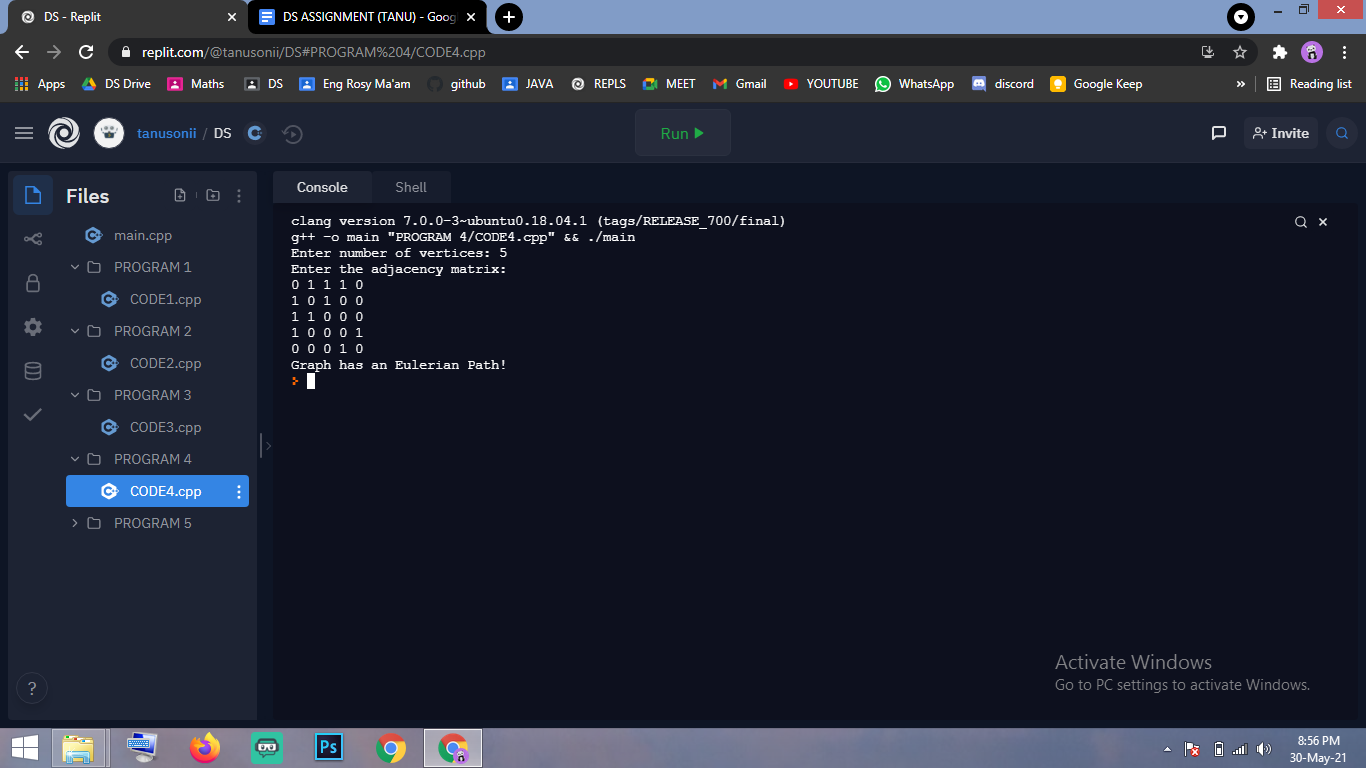 DS - Replit
DS ASSIGNMENT (TANU) - Goog
replit.com/@tanusonii/DS#PROGRAM%204/CODE4.cpp
Apps DS Drive Maths DS Eng Rosy Ma'am github JAVA REPLS MEET Gmail YOUTUBE WhatsApp discord Google Keep » Reading list
tanusonii / DS
Run
Invite
Files
main.cpp
PROGRAM 1
CODE1.cpp
PROGRAM 2
CODE2.cpp
PROGRAM 3
CODE3.cpp
PROGRAM 4
CODE4.cpp
PROGRAM 5
?
Console
Shell
clang version 7.0.0-3~ubuntu0.18.04.1 (tags/RELEASE_700/final)
g++ -o main "PROGRAM 4/CODE4.cpp" && ./main
Enter number of vertices: 5
Enter the adjacency matrix:
0 1 1 1 0
1 0 1 0 0
1 1 0 0 0
1 0 0 0 1
0 0 0 1 0
Graph has an Eulerian Path!
Activate Windows
Go to PC settings to activate Windows.
Ps
8:56 PM
30-May-21